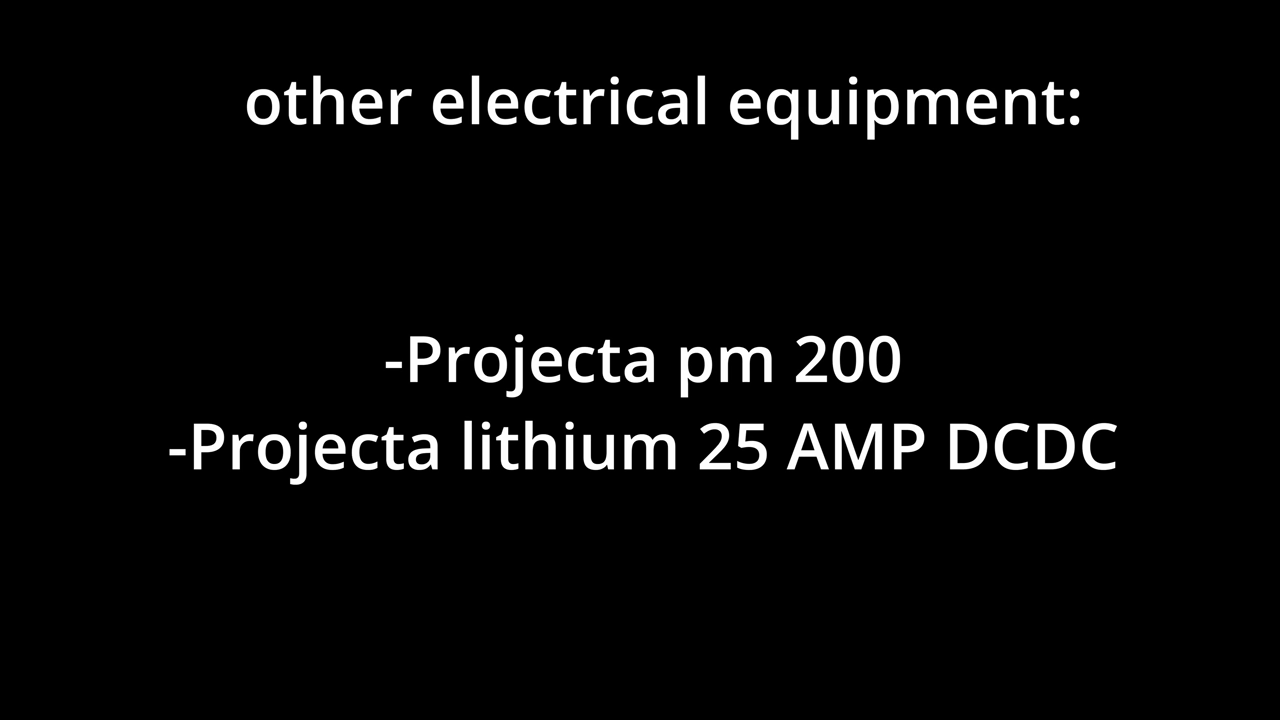 other electrical equipment:
-Projecta pm 200
-Projecta lithium 25 AMP DCDC